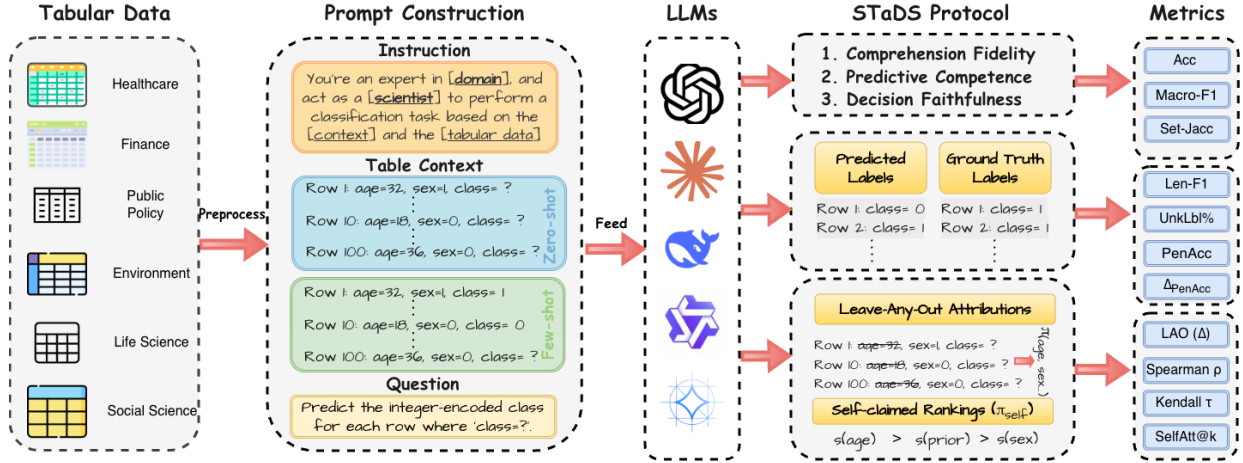 Tabular Data
Healthcare
Finance
Public
Policy
Environment
Life Science
Social Science
Preprocess
Prompt Construction
Instruction
You're an expert in [domain], and
act as a [scientist] to perform a
classification task based on the
[context] and the [tabular data]
Table Context
Row 1: age=32, sex=1, class= ?
Row 10: age=18, sex=0, class= ?
Row 100: age=36, sex=0, class= ?
Zero-shot
Row 1: age=32, sex=1, class= 1
Row 10: age=18, sex=0, class= 0
Row 100: age=36, sex=0, class= ?
Few-shot
Question
Predict the integer-encoded class
for each row where 'class=?'.
Feed
LLMs
STaDS Protocol
1. Comprehension Fidelity
2. Predictive Competence
3. Decision Faithfulness
Predicted
Labels
Ground Truth
Labels
Row 1: class= 0
Row 1: class= 1
Row 2: class= 1
Row 2: class= 1
Leave-Any-Out Attributions
Row 1: age=32, sex=1, class= ?
Row 10: age=18, sex=0, class= ?
Row 100: age=36, sex=0, class= ?
π(age, sex...)
Self-claimed Rankings (π_self)
s(age) > s(prior) > s(sex)
Metrics
Acc
Macro-F1
Set-Jacc
Len-F1
UnkLbl%
PenAcc
Δ_PenAcc
LAO (Δ)
Spearman ρ
Kendall τ
SelfAtt@k